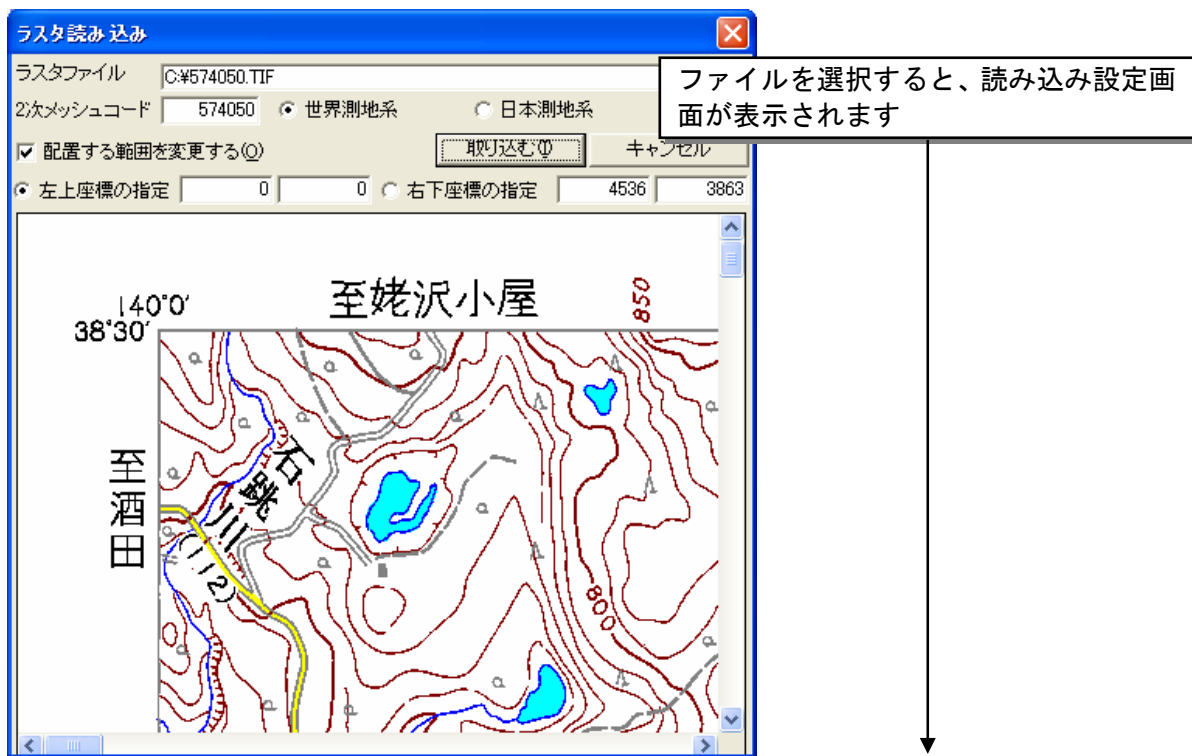 ラスタ読み込み
ラスタファイル C:¥574050.TIF
ファイルを選択すると、読み込み設定画
面が表示されます
2次メッシュコード 574050 世界測地系 日本測地系
配置する範囲を変更する(O) 取り込む(I) キャンセル
左上座標の指定 0 0 右下座標の指定 4536 3863
至姥沢小屋
850
140°0′
38°30′
至酒田
石跳川
(112)
800